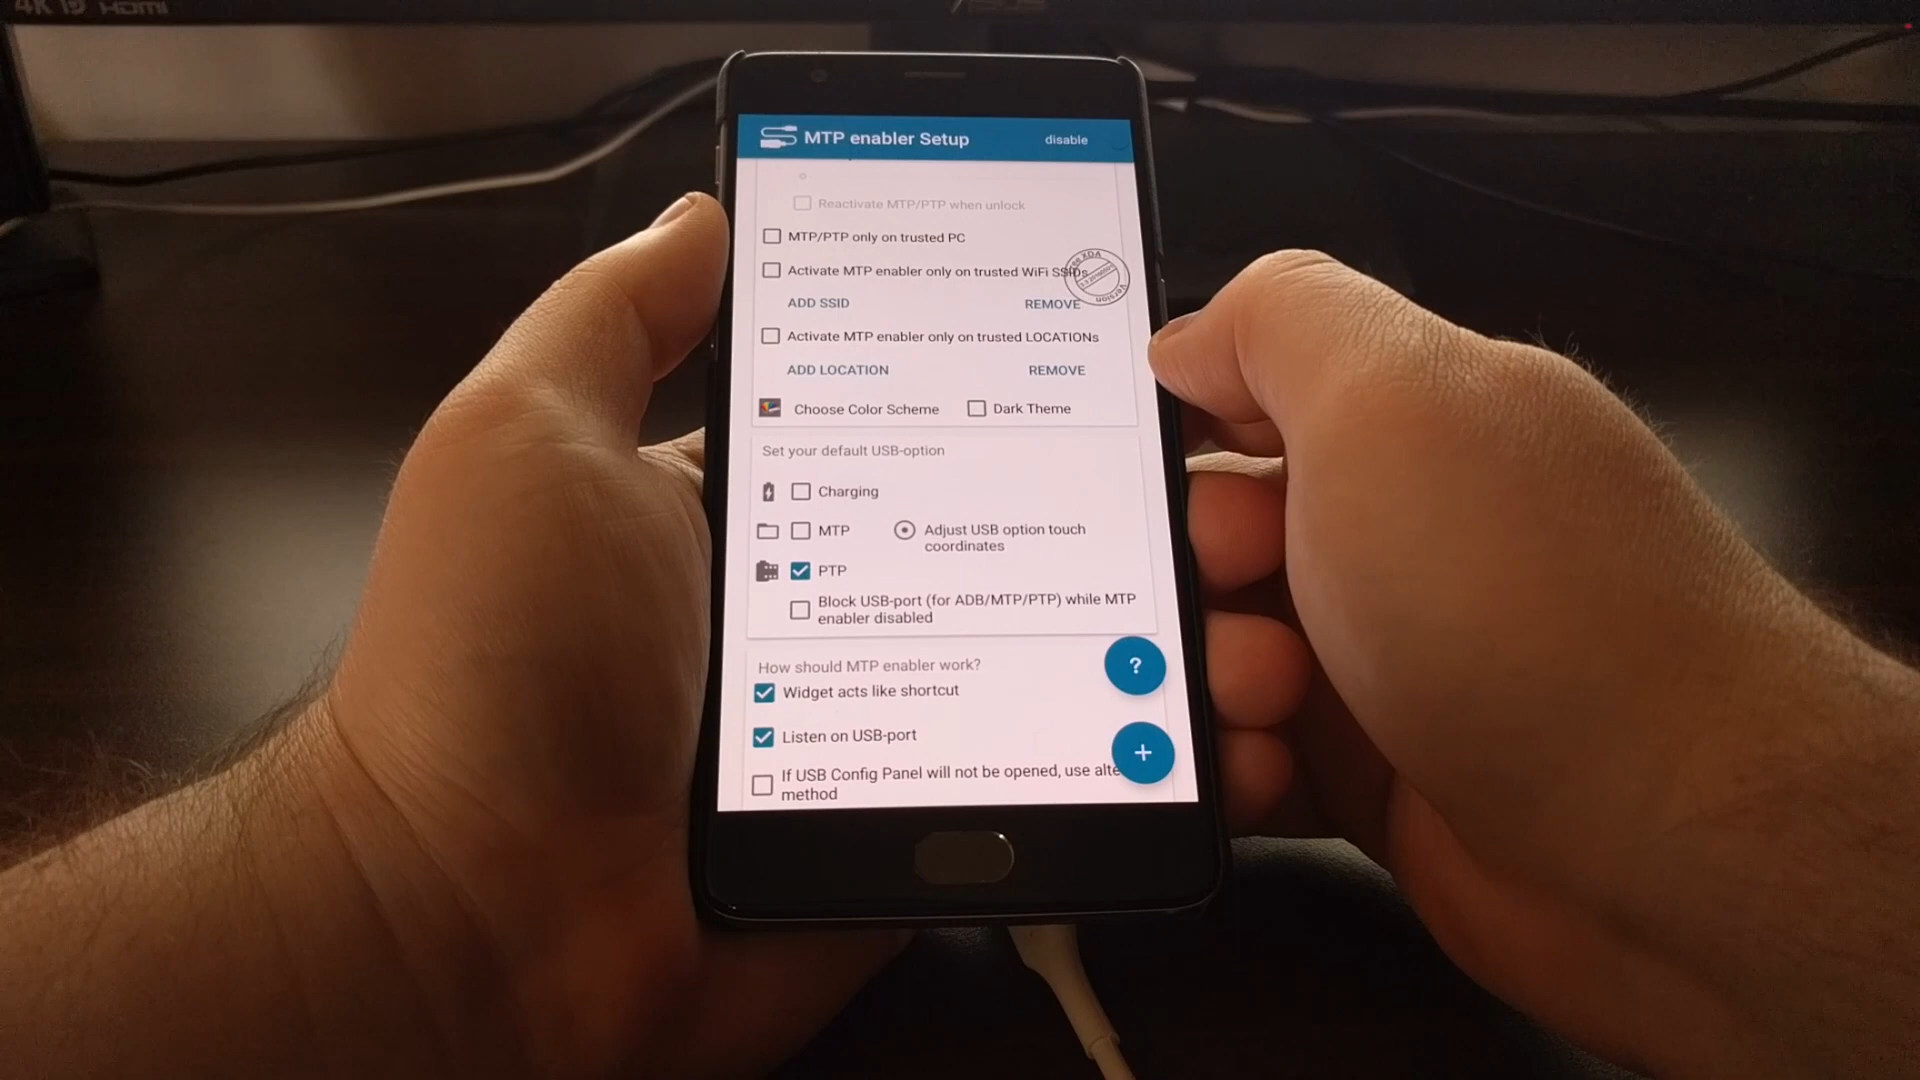 4K HDMI
MTP enabler Setup disable
Reactivate MTP/PTP when unlock
MTP/PTP only on trusted PC
Activate MTP enabler only on trusted WiFi SSIDs
XDA
Version
ADD SSID REMOVE
Activate MTP enabler only on trusted LOCATIONs
ADD LOCATION REMOVE
Choose Color Scheme Dark Theme
Set your default USB-option
Charging
MTP Adjust USB option touch
coordinates
PTP
Block USB-port (for ADB/MTP/PTP) while MTP
enabler disabled
How should MTP enabler work?
?
Widget acts like shortcut
Listen on USB-port
+
If USB Config Panel will not be opened, use alte
method